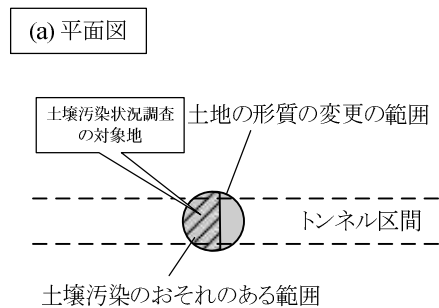 (a) 平面図
土壌汚染状況調査
の対象地
土地の形質の変更の範囲
トンネル区間
土壌汚染のおそれのある範囲